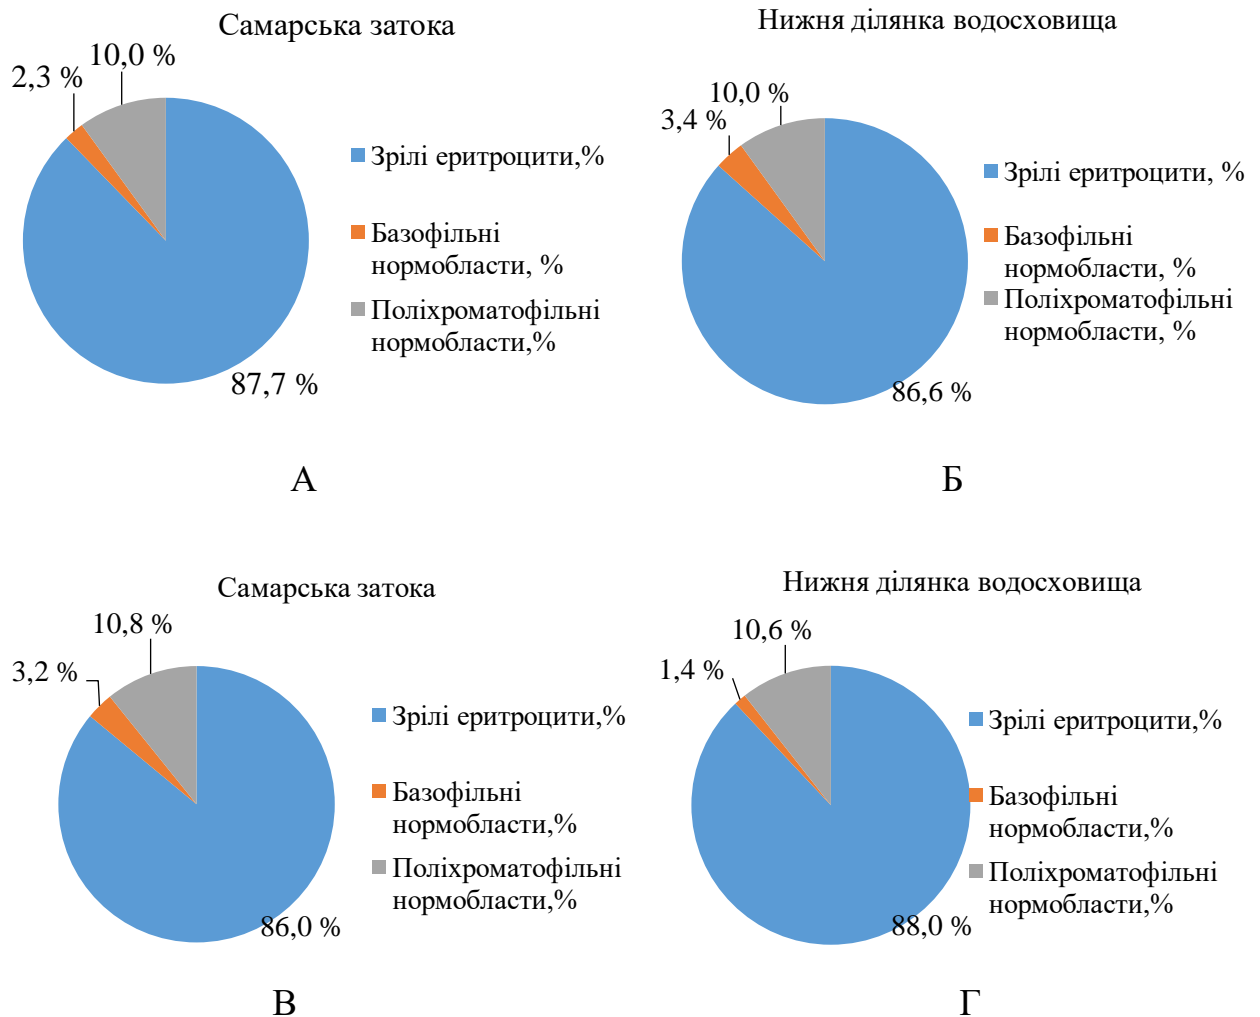 Самарська затока
2,3 %
10,0 %
Зрілі еритроцити,%
Базофільні
нормобласти, %
Поліхроматофільні
нормобласти,%
87,7 %
А
Нижня ділянка водосховища
3,4 %
10,0 %
Зрілі еритроцити, %
Базофільні
нормобласти, %
Поліхроматофільні
нормобласти, %
86,6 %
Б
Самарська затока
3,2 %
10,8 %
Зрілі еритроцити,%
Базофільні
нормобласти,%
Поліхроматофільні
нормобласти,%
86,0 %
В
Нижня ділянка водосховища
1,4 %
10,6 %
Зрілі еритроцити,%
Базофільні
нормобласти,%
Поліхроматофільні
нормобласти,%
88,0 %
Г